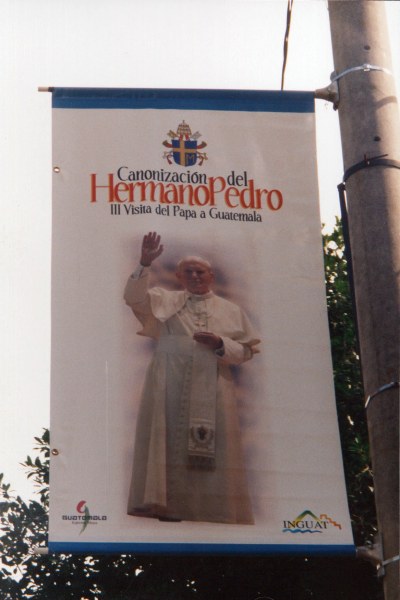 Canonización del
HermanoPedro
III Visita del Papa a Guatemala
INGUAT